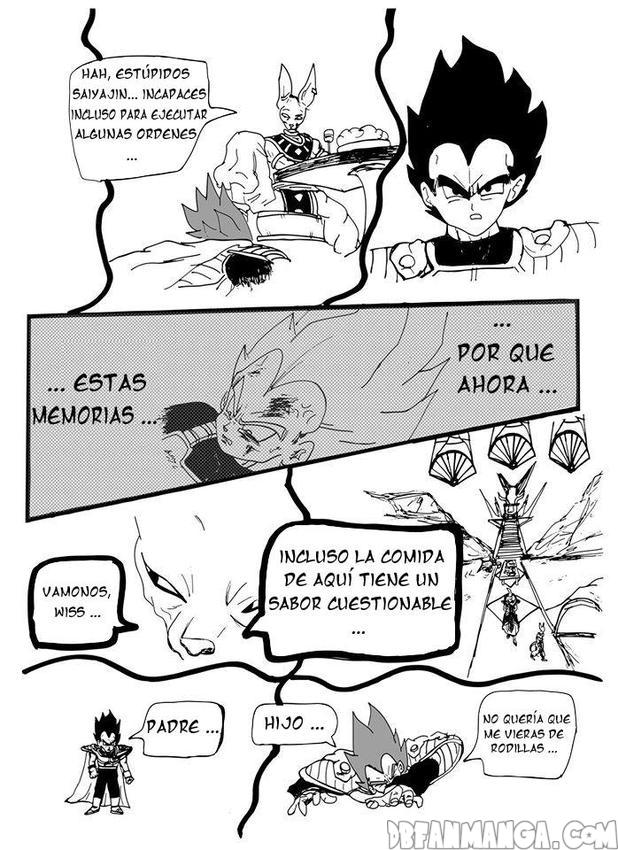 HAH, ESTÚPIDOS
SAIYAJIN... INCAPACES
INCLUSO PARA EJECUTAR
ALGUNAS ORDENES
...
... ESTAS
MEMORIAS ...
...
POR QUE
AHORA ...
VAMONOS,
WISS ...
INCLUSO LA COMIDA
DE AQUÍ TIENE UN
SABOR CUESTIONABLE
...
PADRE ...
HIJO ...
NO QUERÍA QUE
ME VIERAS DE
RODILLAS ...
DBFANMANGA.COM